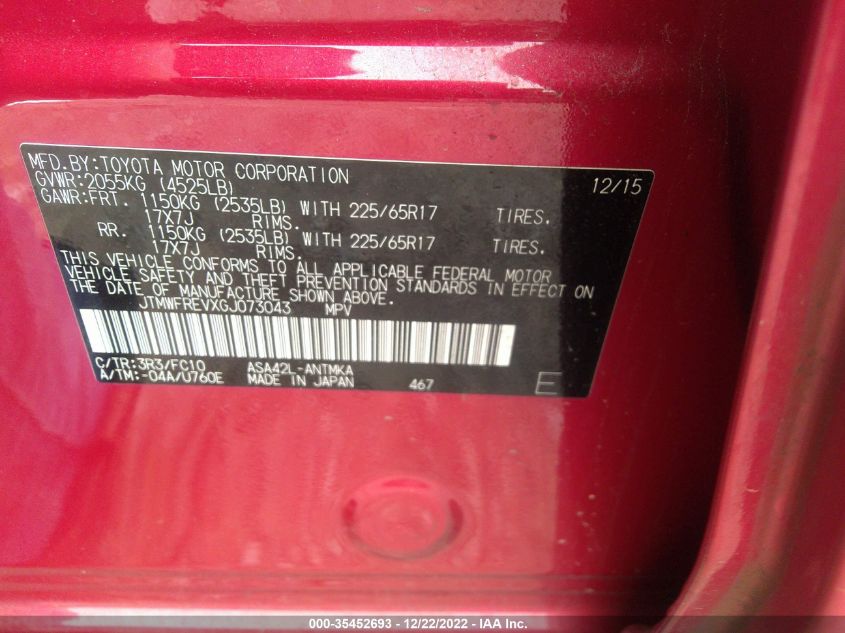 MFD.BY:TOYOTA MOTOR CORPORATION 12/15
GVWR:2055KG (4525LB)
GAWR:FRT. 1150KG (2535LB) WITH 225/65R17 TIRES.
17X7J RIMS.
RR. 1150KG (2535LB) WITH 225/65R17 TIRES.
17X7J RIMS.
THIS VEHICLE CONFORMS TO ALL APPLICABLE FEDERAL MOTOR
VEHICLE SAFETY AND THEFT PREVENTION STANDARDS IN EFFECT ON
THE DATE OF MANUFACTURE SHOWN ABOVE.
JTMWFREVXGJ073043 MPV
C/TR:3R3/FC10 ASA42L-ANTMKA
A/TM:-04A/U760E MADE IN JAPAN 467 E
000-35452693 - 12/22/2022 - IAA Inc.